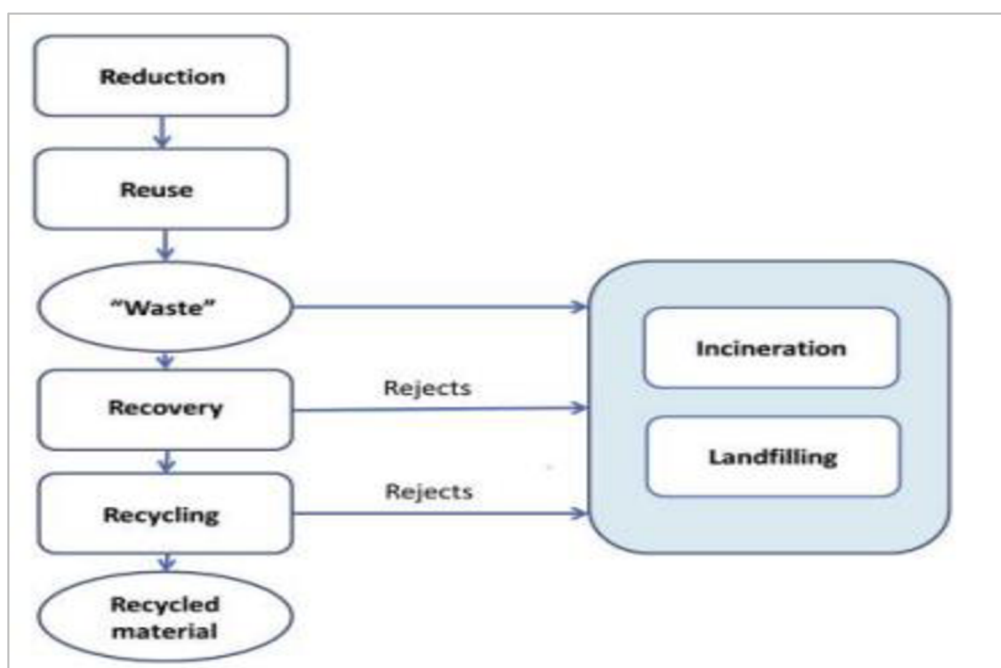 Reduction
Reuse
“Waste”
Incineration
Recovery
Rejects
Landfilling
Recycling
Rejects
Recycled
material